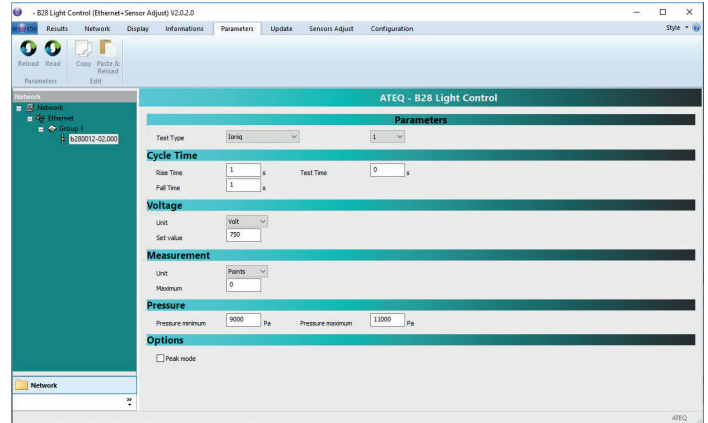 - B28 Light Control (Ethernet+Sensor Adjust) V2.0.2.0
Results Network Display Informations Parameters Update Sensors Adjust Configuration Style
Reload Read Copy Paste & Reload
Parameters Edit
Network
Network
Ethernet
Group 1
b280012-02.000
Network
ATEQ - B28 Light Control
Parameters
Test Type Ioniq 1
Cycle Time
Rise Time 1 s Test Time 0 s
Fall Time 1 s
Voltage
Unit Volt
Set value 750
Measurement
Unit Points
Maximum 0
Pressure
Pressure minimum 9000 Pa Pressure maximum 11000 Pa
Options
Peak mode
ATEQ